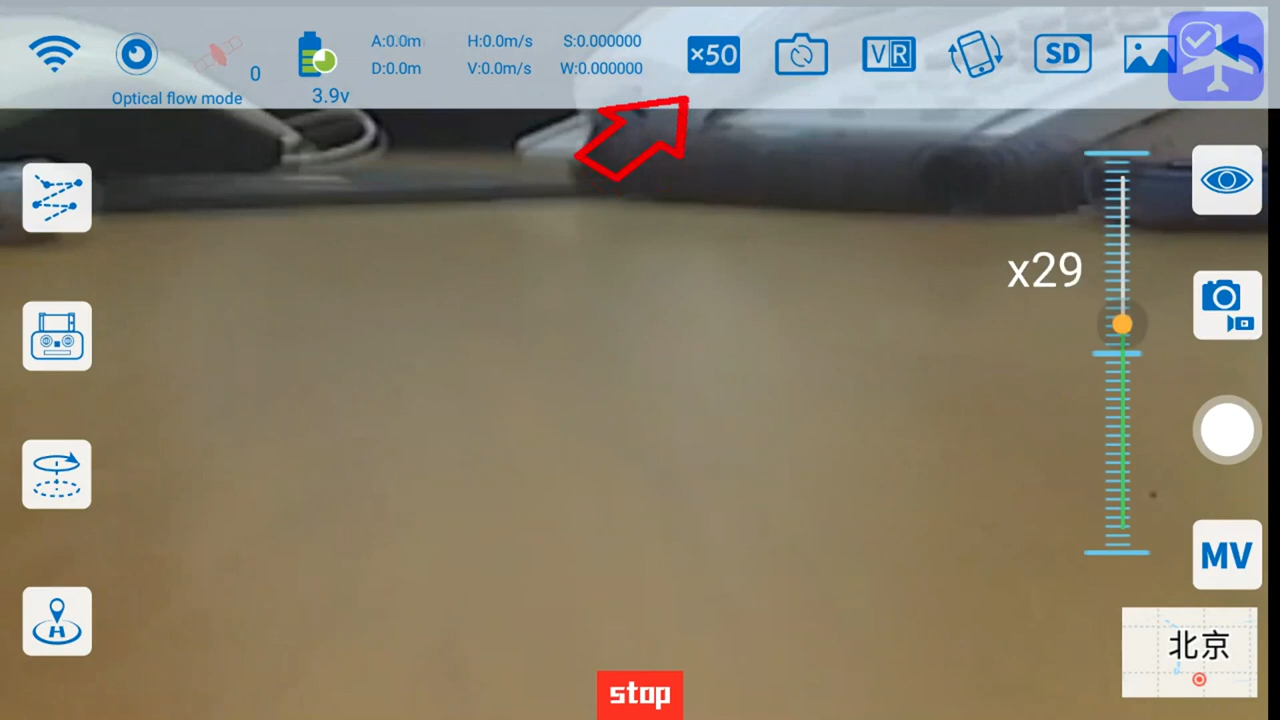 A:0.0m H:0.0m/s S:0.000000
D:0.0m V:0.0m/s W:0.000000
×50
VR
SD
0
Optical flow mode
3.9v
x29
MV
H
北京
stop